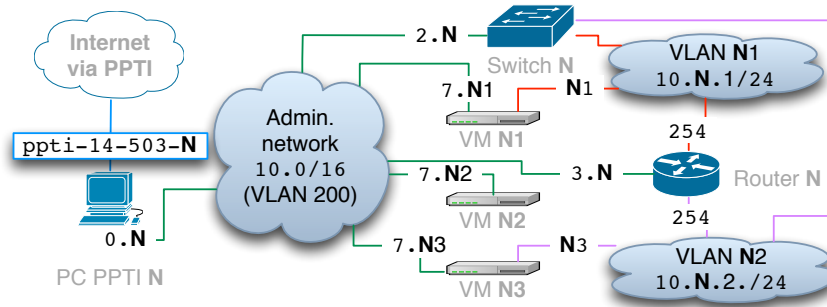 Internet
via PPTI
ppti-14-503-N
0.N
PC PPTI N
Admin.
network
10.0/16
(VLAN 200)
2.N
Switch N
7.N1
N1
VM N1
7.N2
VM N2
7.N3
N3
VM N3
3.N
VLAN N1
10.N.1/24
254
Router N
254
VLAN N2
10.N.2./24